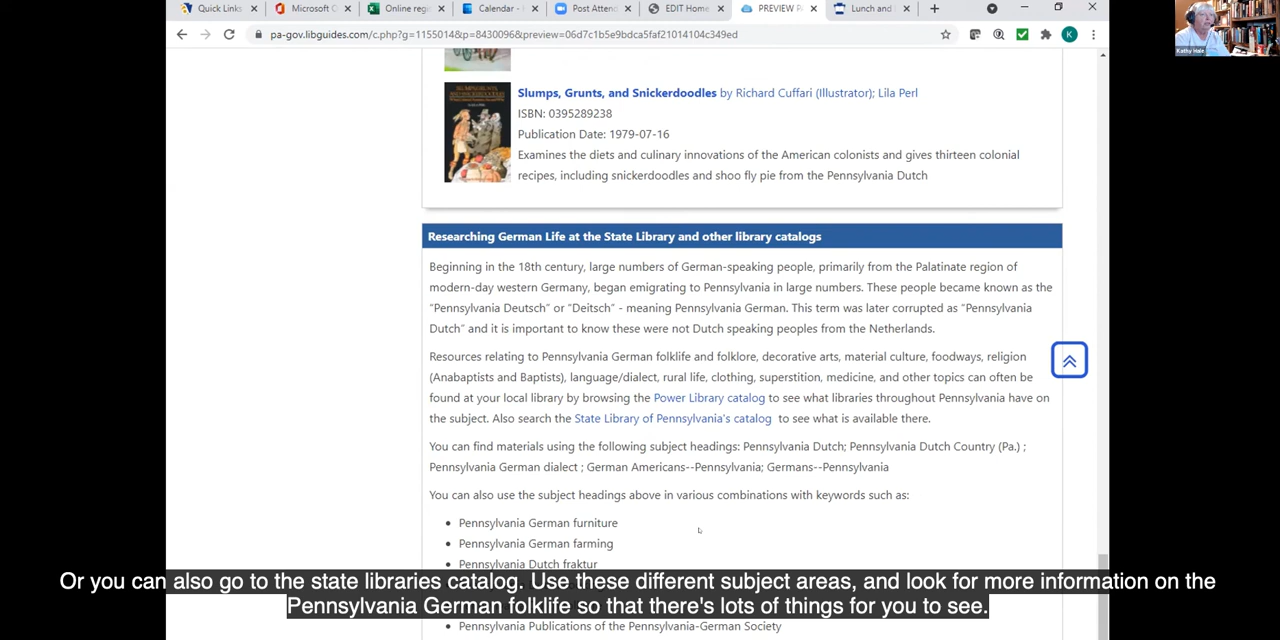 Quick Links
Microsoft O
Online regi
Calendar -
Post Attend
EDIT Home
PREVIEW R
Lunch and
pa-gov.libguides.com/c.php?g=1155014&p=8430096&preview=06d7c1b5e9bdca5faf21014104c349ed
K
Kathy Hale
Slumps, Grunts, and Snickerdoodles by Richard Cuffari (Illustrator); Lila Perl
ISBN: 0395289238
Publication Date: 1979-07-16
Examines the diets and culinary innovations of the American colonists and gives thirteen colonial
recipes, including snickerdoodles and shoo fly pie from the Pennsylvania Dutch
Researching German Life at the State Library and other library catalogs
Beginning in the 18th century, large numbers of German-speaking people, primarily from the Palatinate region of
modern-day western Germany, began emigrating to Pennsylvania in large numbers. These people became known as the
“Pennsylvania Deutsch” or “Deitsch” - meaning Pennsylvania German. This term was later corrupted as “Pennsylvania
Dutch” and it is important to know these were not Dutch speaking peoples from the Netherlands.
Resources relating to Pennsylvania German folklife and folklore, decorative arts, material culture, foodways, religion
(Anabaptists and Baptists), language/dialect, rural life, clothing, superstition, medicine, and other topics can often be
found at your local library by browsing the Power Library catalog to see what libraries throughout Pennsylvania have on
the subject. Also search the State Library of Pennsylvania's catalog to see what is available there.
You can find materials using the following subject headings: Pennsylvania Dutch; Pennsylvania Dutch Country (Pa.) ;
Pennsylvania German dialect ; German Americans--Pennsylvania; Germans--Pennsylvania
You can also use the subject headings above in various combinations with keywords such as:
• Pennsylvania German furniture
• Pennsylvania German farming
• Pennsylvania Dutch fraktur
Or you can also go to the state libraries catalog. Use these different subject areas, and look for more information on the
Pennsylvania German folklife so that there's lots of things for you to see.
• Pennsylvania Publications of the Pennsylvania-German Society